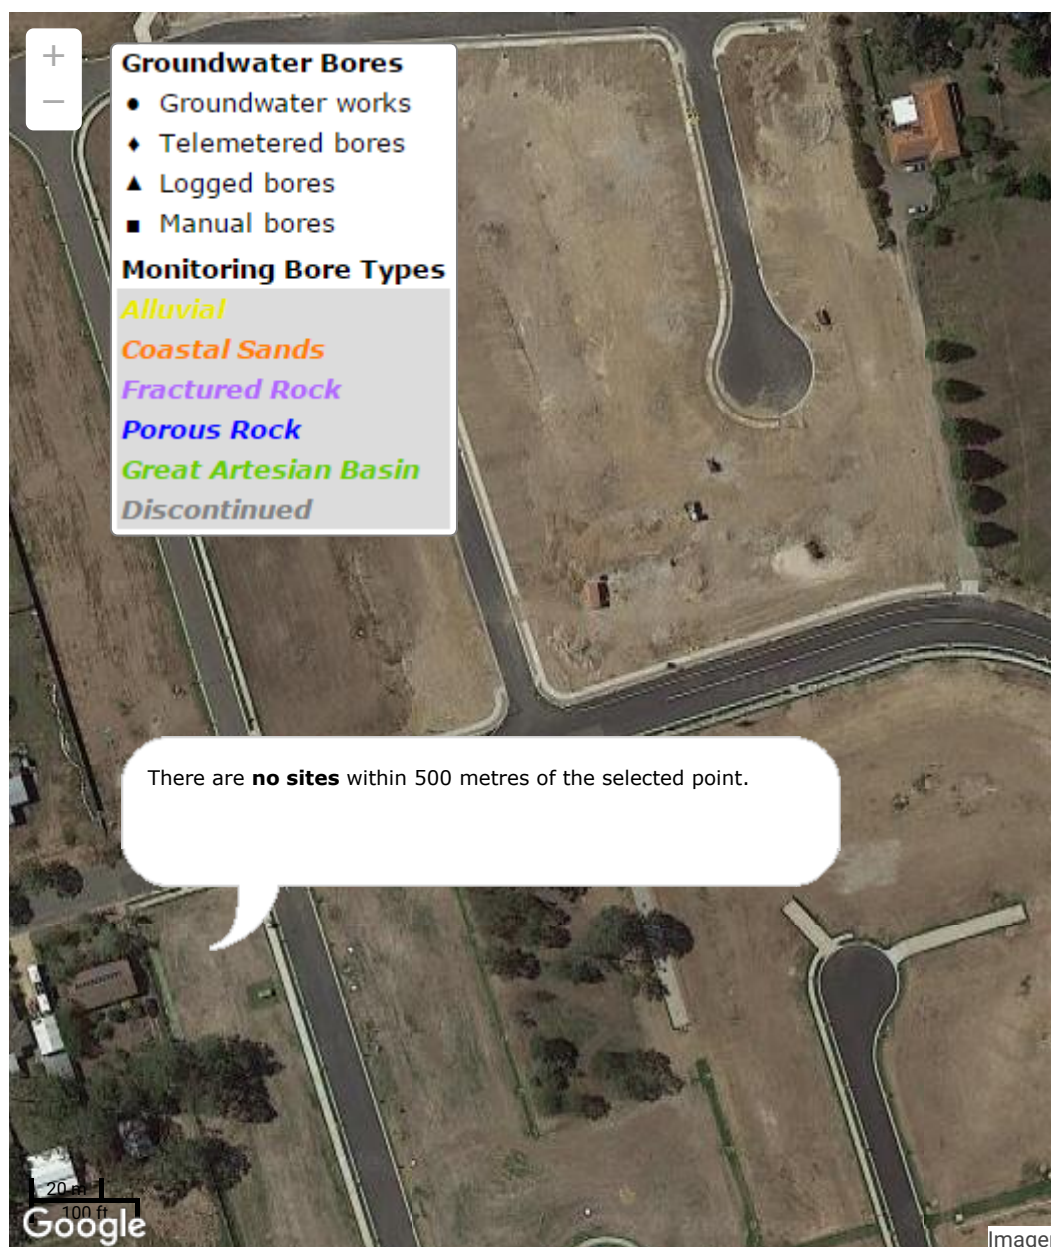 +
−
Groundwater Bores
● Groundwater works
♦ Telemetered bores
▲ Logged bores
■ Manual bores
Monitoring Bore Types
Alluvial
Coastal Sands
Fractured Rock
Porous Rock
Great Artesian Basin
Discontinued
There are no sites within 500 metres of the selected point.
20 m
100 ft
Google